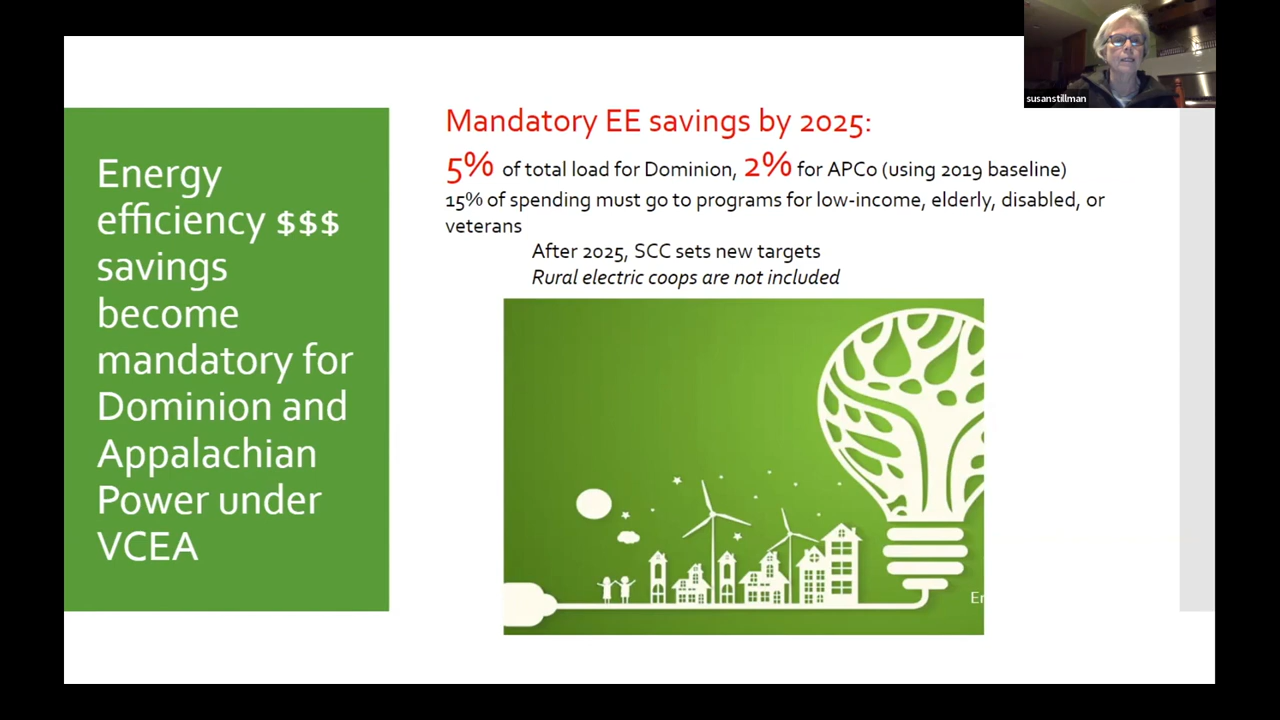 Energy
efficiency $$$
savings
become
mandatory for
Dominion and
Appalachian
Power under
VCEA
Mandatory EE savings by 2025:
5% of total load for Dominion, 2% for APCo (using 2019 baseline)
15% of spending must go to programs for low-income, elderly, disabled, or
veterans
After 2025, SCC sets new targets
Rural electric coops are not included
susanstillman